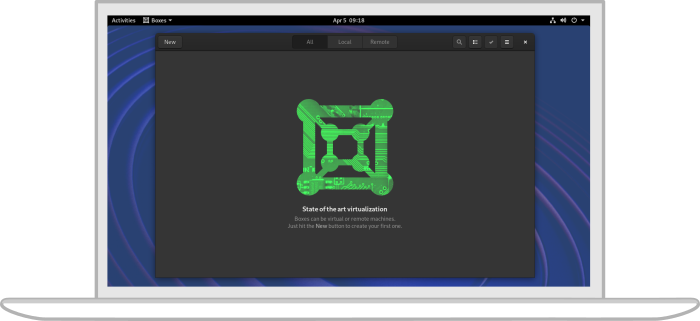 Activities Boxes Apr 5 09:18
New All Local Remote
State of the art virtualization
Boxes can be virtual or remote machines.
Just hit the New button to create your first one.